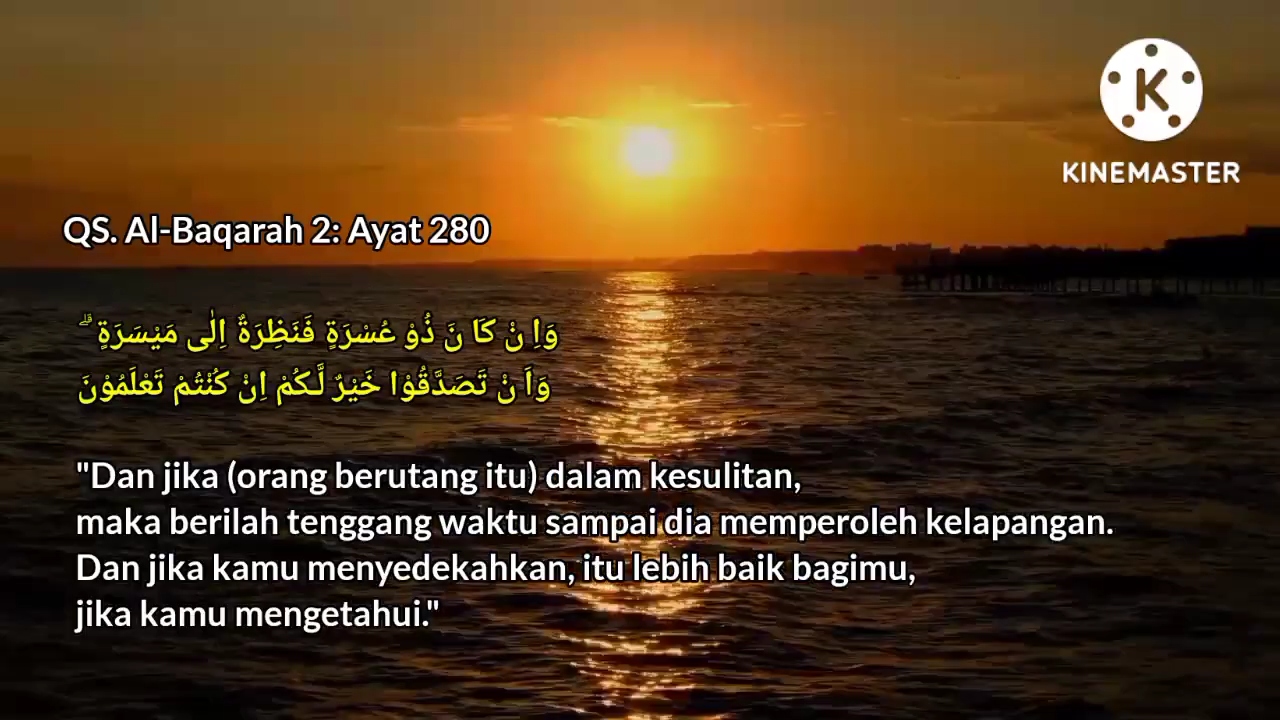 K
KINEMASTER
QS. Al-Baqarah 2: Ayat 280
وَاِ نْ كَا نَ ذُوْ عُسْرَةٍ فَنَظِرَةٌ اِلٰى مَيْسَرَةٍ ۗ
وَاَ نْ تَصَدَّقُوْا خَيْرٌ لَّـكُمْ اِنْ كُنْتُمْ تَعْلَمُوْنَ
"Dan jika (orang berutang itu) dalam kesulitan,
maka berilah tenggang waktu sampai dia memperoleh kelapangan.
Dan jika kamu menyedekahkan, itu lebih baik bagimu,
jika kamu mengetahui."